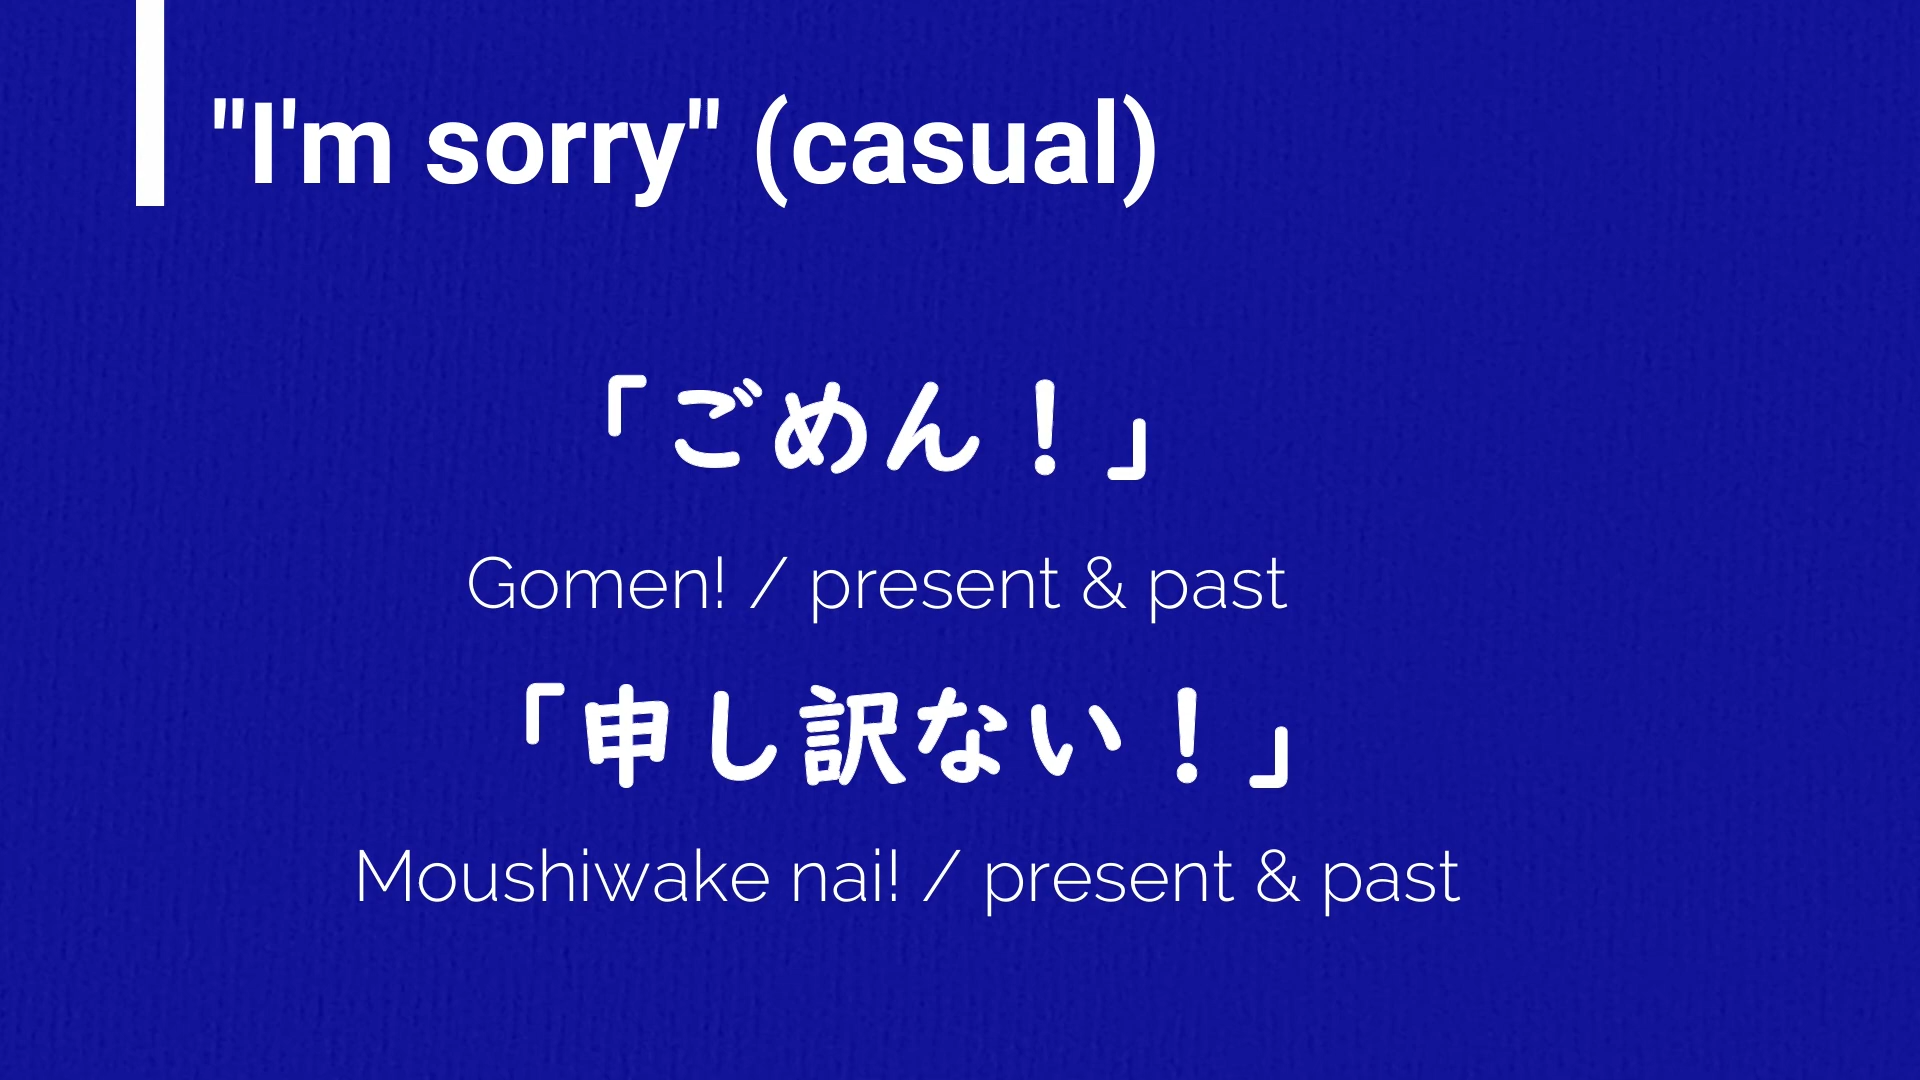 "I'm sorry" (casual)
「ごめん！」
Gomen! / present & past
「申し訳ない！」
Moushiwake nai! / present & past